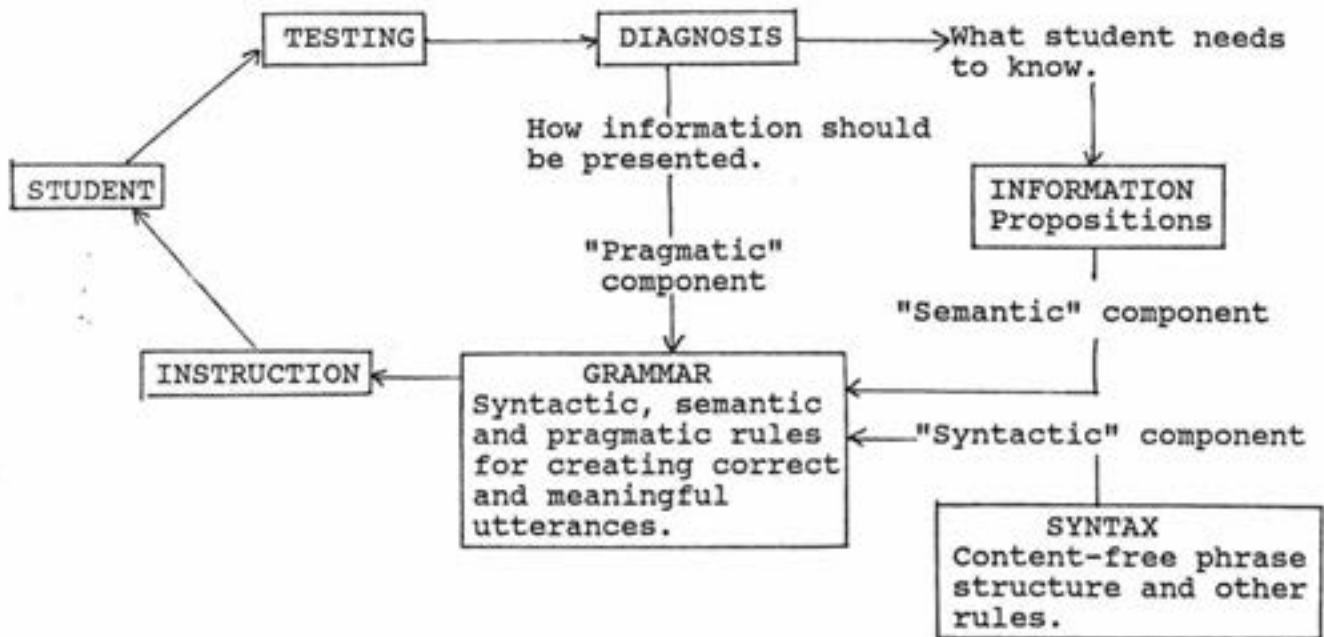 TESTING
DIAGNOSIS
What student needs
to know.
How information should
be presented.
STUDENT
INFORMATION
Propositions
"Pragmatic"
component
"Semantic" component
INSTRUCTION
GRAMMAR
Syntactic, semantic
and pragmatic rules
for creating correct
and meaningful
utterances.
"Syntactic" component
SYNTAX
Content-free phrase
structure and other
rules.